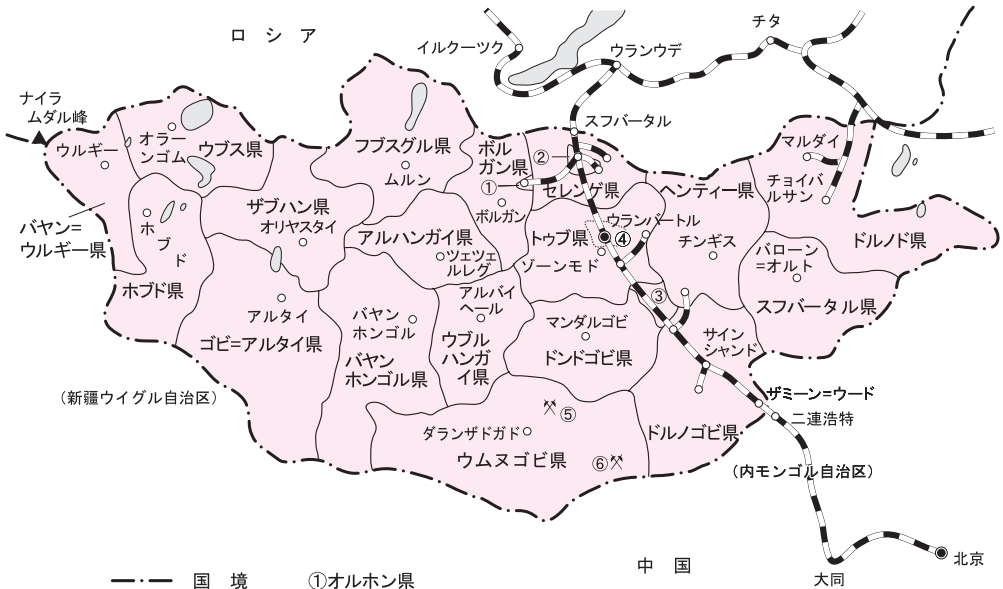 ロシア
チタ
イルクーツク
ウランウデ
ナイラ
ムダル峰
スフバータル
ウルギー
オラー
ンゴム
ウブス県
フブスグル県
ムルン
ボル
ガン県
②
①
ボルガン
セレンゲ県
ヘンティー県
マルダイ
チョイバ
ルサン
バヤン=
ウルギー県
ホブド
ザブハン県
オリヤスタイ
アルハンガイ県
ツェツェ
ルレグ
トゥブ県
ウランバートル
④
ゾーンモド
チンギス
バローン
=オルト
ドルノド県
ホブド県
アルタイ
ゴビ=アルタイ県
バヤン
ホンゴル
バヤン
ホンゴル県
アルバイ
ヘール
ウブル
ハンガ
イ県
③
マンダルゴビ
ドンドゴビ県
サイン
シャンド
スフバータル県
(新疆ウイグル自治区)
⑤
ダランザドガド
ウムヌゴビ県
⑥
ドルノゴビ県
ザミーン=ウード
二連浩特
(内モンゴル自治区)
中国
北京
大同
国境
①オルホン県